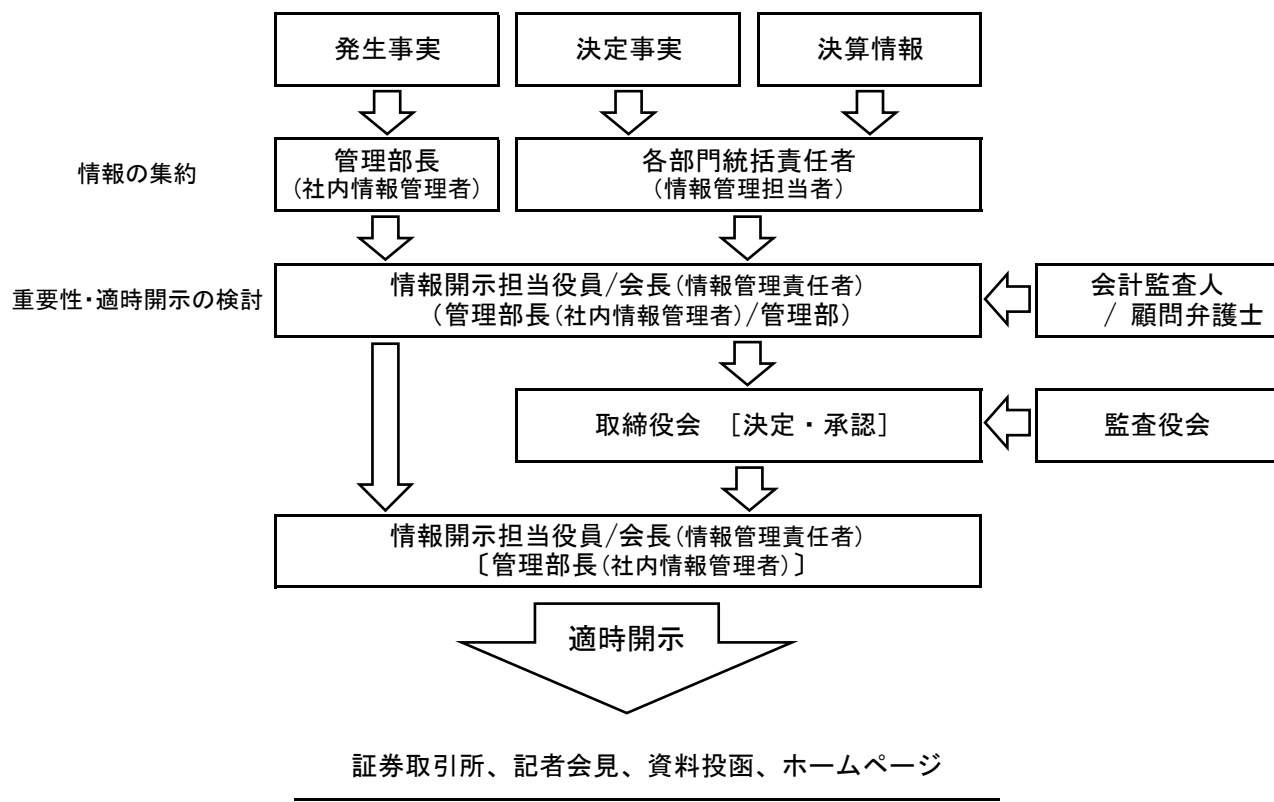 発生事実
決定事実
決算情報
情報の集約
管理部長
(社内情報管理者)
各部門統括責任者
(情報管理担当者)
重要性・適時開示の検討
情報開示担当役員/会長(情報管理責任者)
(管理部長(社内情報管理者)/管理部)
会計監査人
/ 顧問弁護士
取締役会 [決定・承認]
監査役会
情報開示担当役員/会長(情報管理責任者)
〔管理部長(社内情報管理者)〕
適時開示
証券取引所、記者会見、資料投函、ホームページ